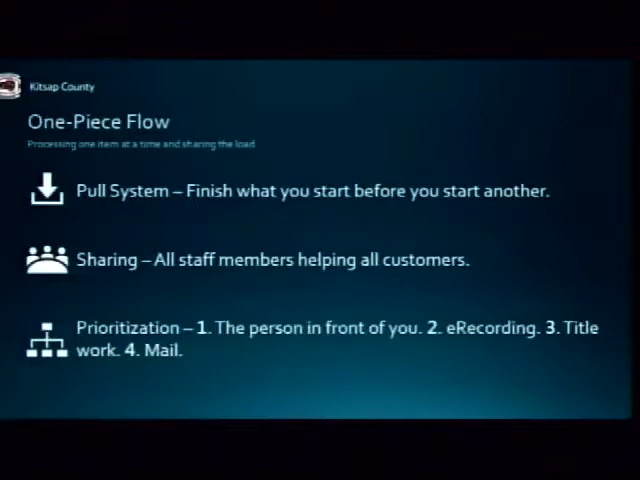 Kitsap County
One-Piece Flow
Processing one item at a time and sharing the load
Pull System – Finish what you start before you start another.
Sharing – All staff members helping all customers.
Prioritization – 1. The person in front of you. 2. eRecording. 3. Title
work. 4. Mail.